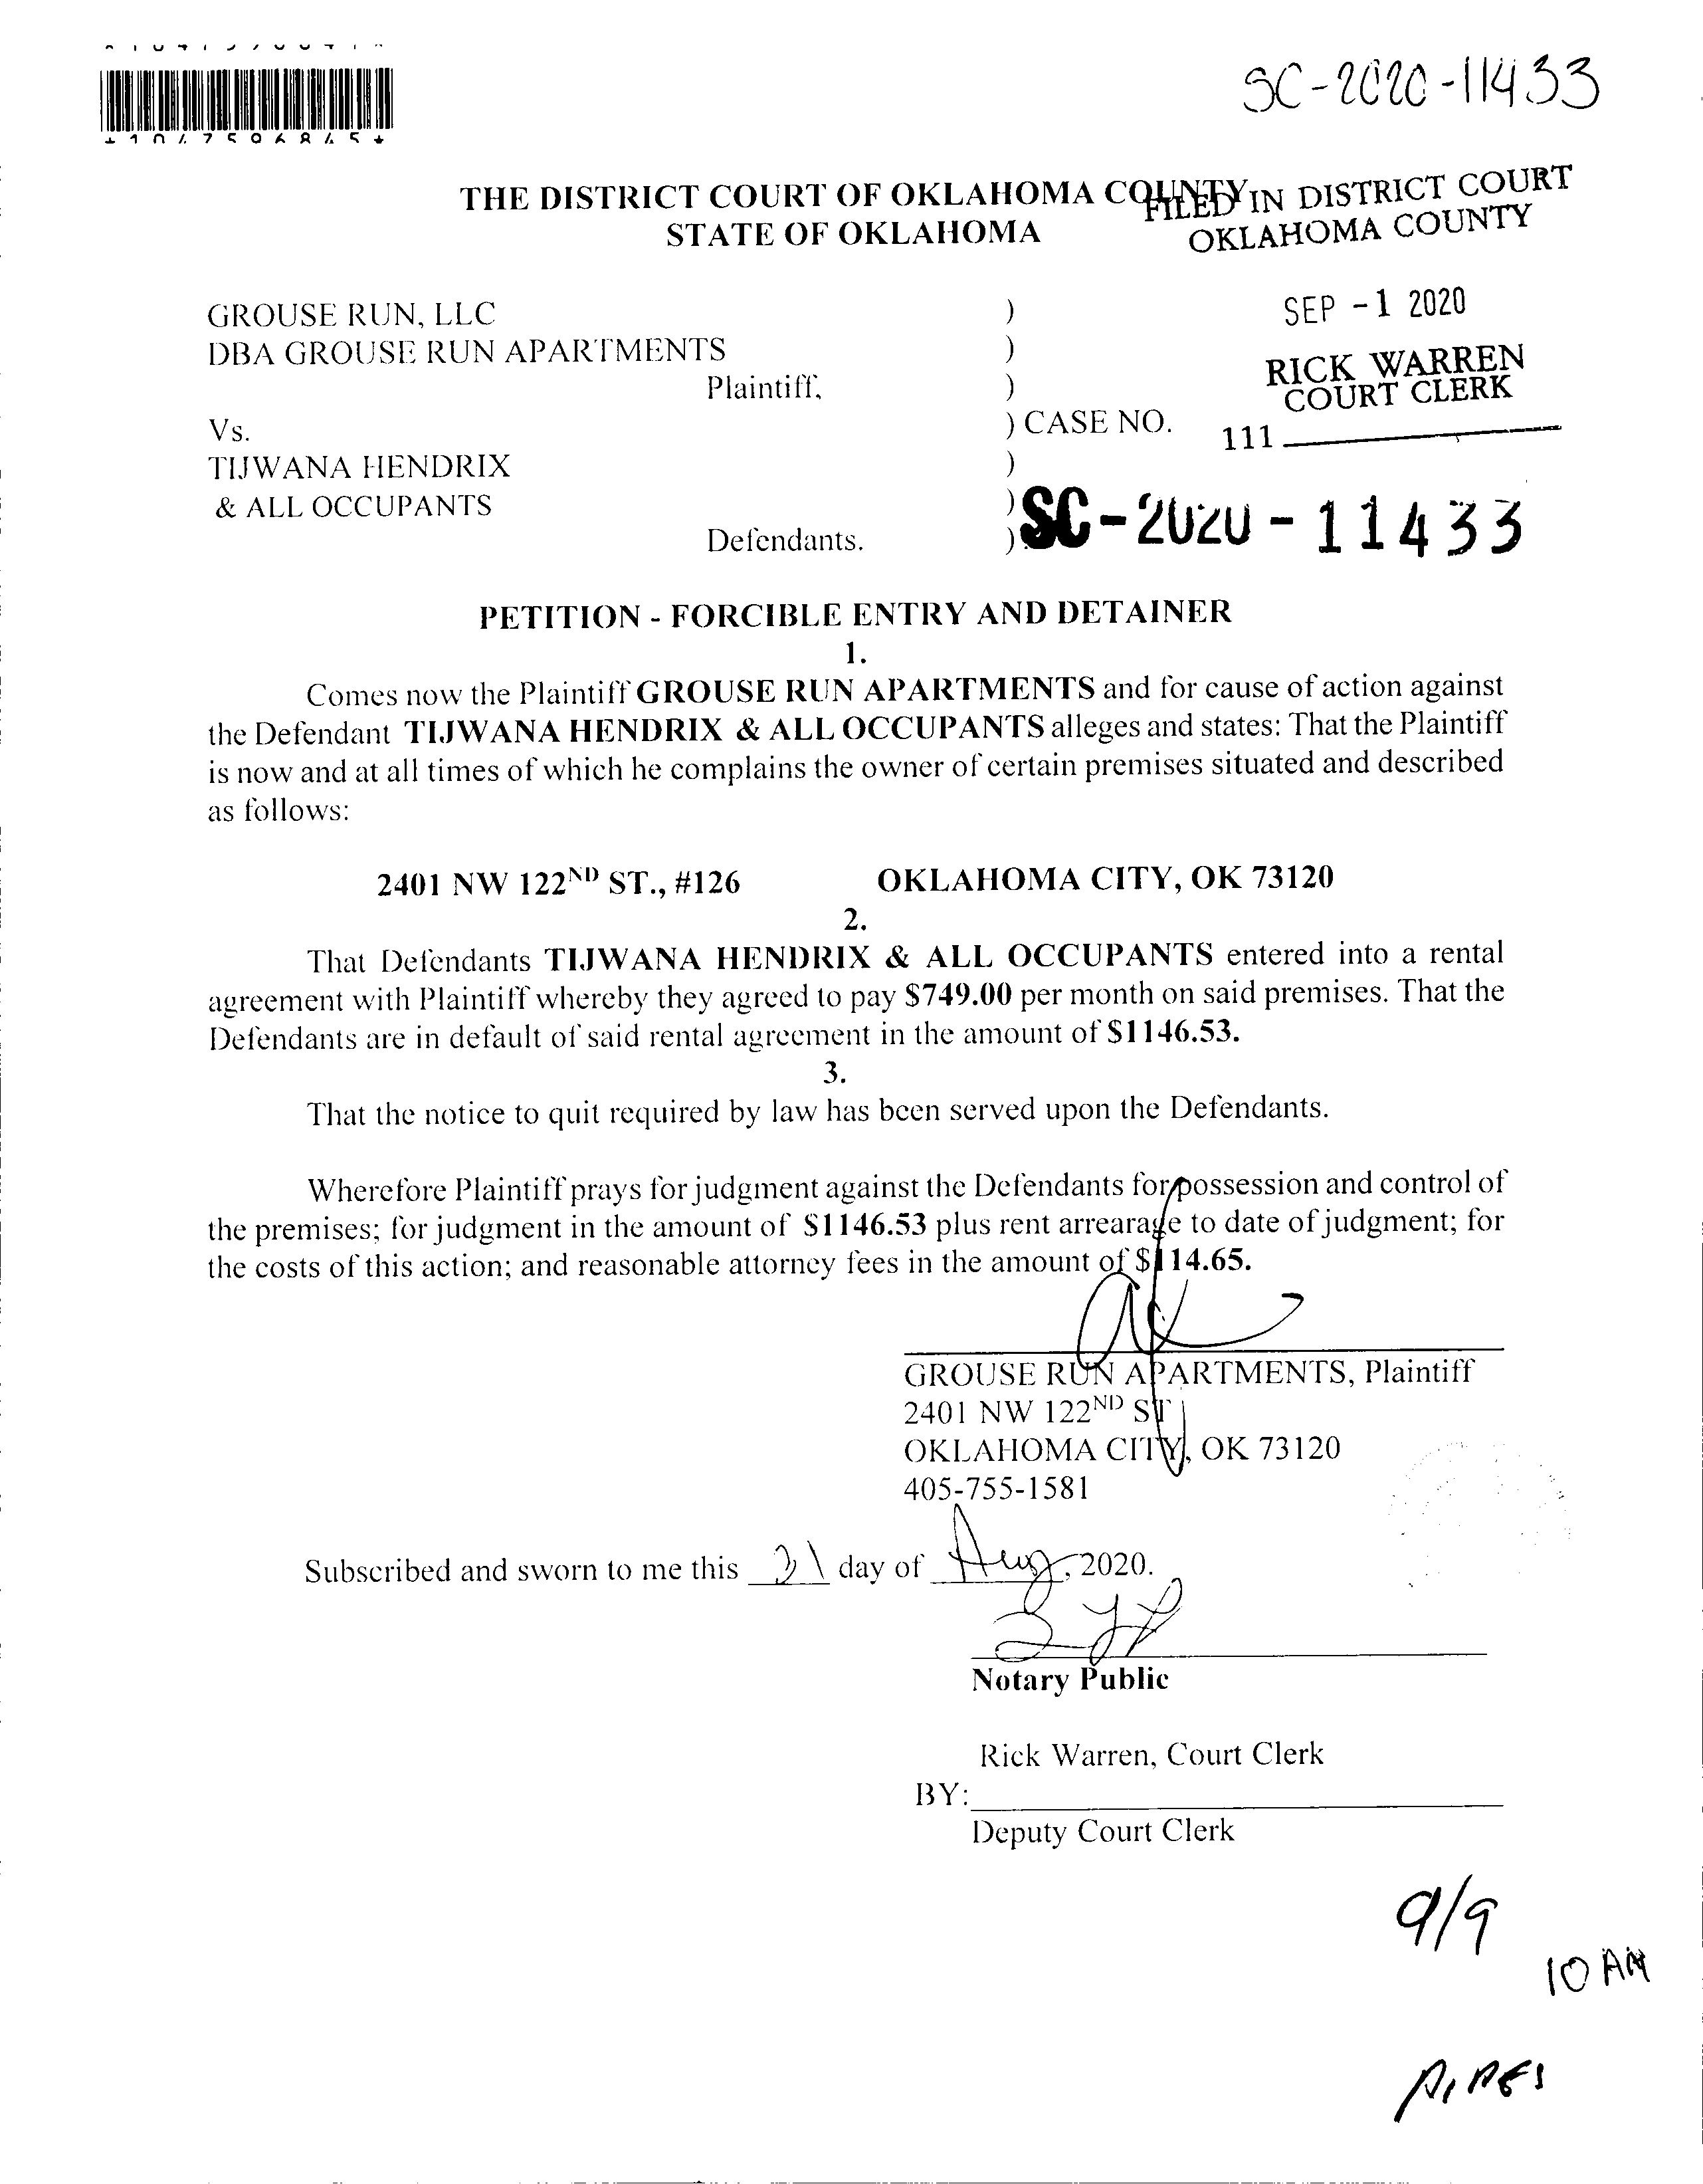 SC-2020-11433
THE DISTRICT COURT OF OKLAHOMA COUNTY
STATE OF OKLAHOMA
FILED IN DISTRICT COURT
OKLAHOMA COUNTY
GROUSE RUN, LLC )
DBA GROUSE RUN APARTMENTS )
Plaintiff, )
SEP -1 2020
RICK WARREN
COURT CLERK
Vs. ) CASE NO.
111
TIJWANA HENDRIX )
& ALL OCCUPANTS )
Defendants. )
SC-2020-11433
PETITION - FORCIBLE ENTRY AND DETAINER
1.
Comes now the Plaintiff GROUSE RUN APARTMENTS and for cause of action against
the Defendant TIJWANA HENDRIX & ALL OCCUPANTS alleges and states: That the Plaintiff
is now and at all times of which he complains the owner of certain premises situated and described
as follows:
2401 NW 122ND ST., #126 OKLAHOMA CITY, OK 73120
2.
That Defendants TIJWANA HENDRIX & ALL OCCUPANTS entered into a rental
agreement with Plaintiff whereby they agreed to pay $749.00 per month on said premises. That the
Defendants are in default of said rental agreement in the amount of $1146.53.
3.
That the notice to quit required by law has been served upon the Defendants.
Wherefore Plaintiff prays for possession and control of
the premises; for judgment in the amount of $1146.53 plus rent arrearage to date of judgment; for
the costs of this action; and reasonable attorney fees in the amount of $114.65.
GROUSE RUN APARTMENTS, Plaintiff
2401 NW 122ND ST
OKLAHOMA CITY, OK 73120
405-755-1581
Subscribed and sworn to me this 31 day of Aug, 2020.
Notary Public
Rick Warren, Court Clerk
BY:
Deputy Court Clerk
9/9
10 AM